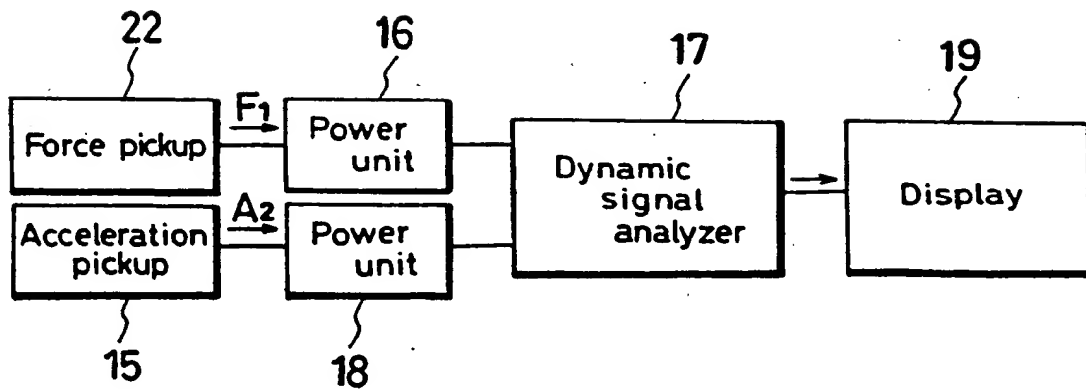 22
16
17
19
Force pickup
F1
Power
unit
Dynamic
signal
analyzer
Display
Acceleration
pickup
A2
Power
unit
15
18